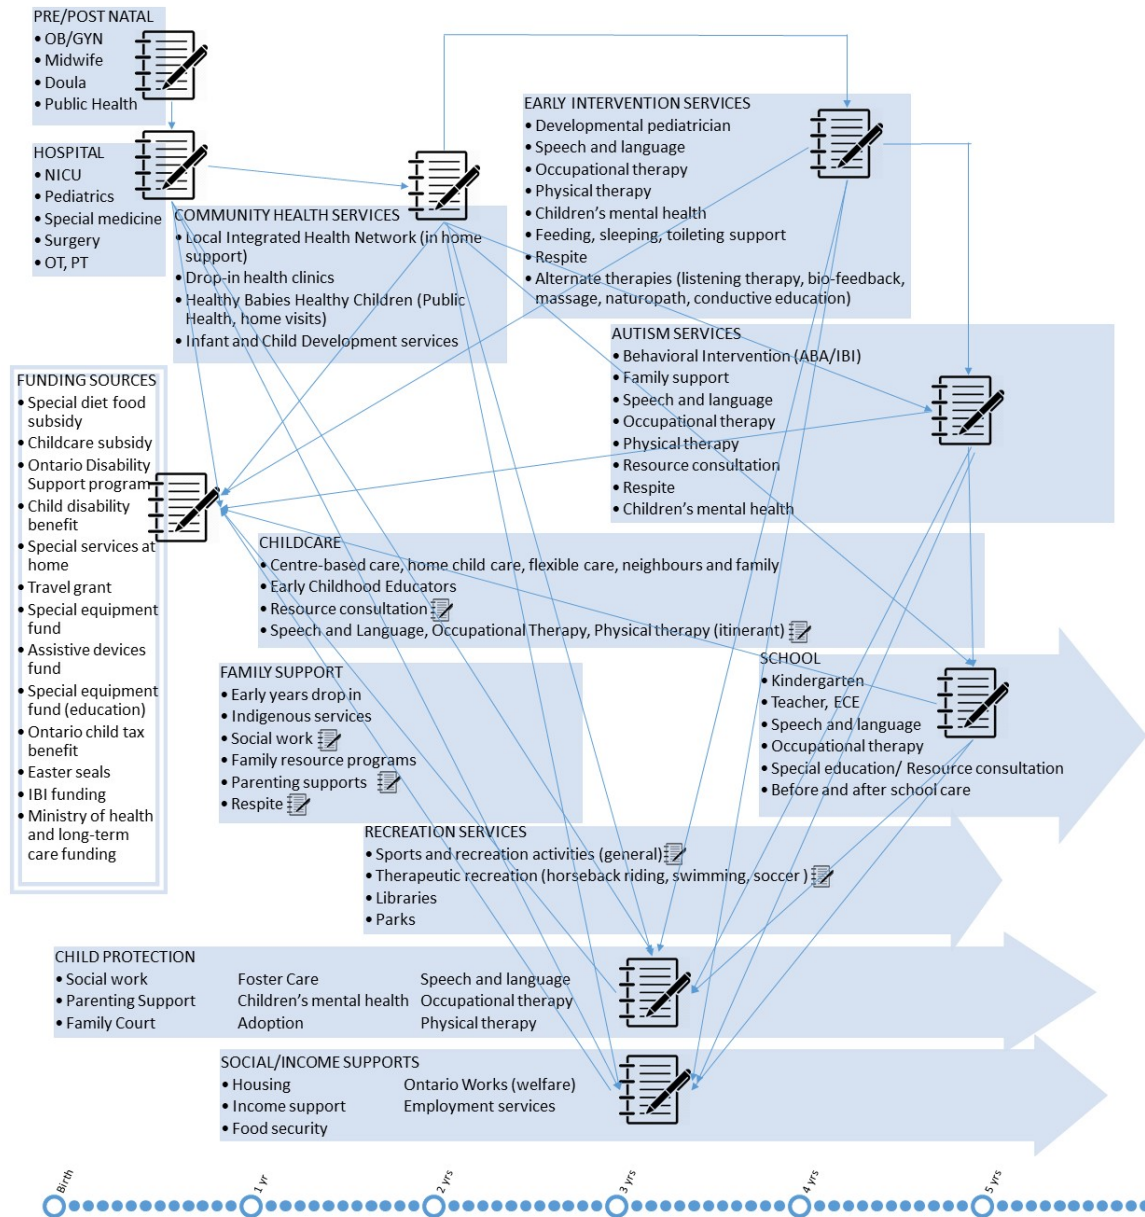 PRE/POST NATAL
• OB/GYN
• Midwife
• Doula
• Public Health
HOSPITAL
• NICU
• Pediatrics
• Special medicine
• Surgery
• OT, PT
COMMUNITY HEALTH SERVICES
• Local Integrated Health Network (in home
support)
• Drop-in health clinics
• Healthy Babies Healthy Children (Public
Health, home visits)
• Infant and Child Development services
EARLY INTERVENTION SERVICES
• Developmental pediatrician
• Speech and language
• Occupational therapy
• Physical therapy
• Children's mental health
• Feeding, sleeping, toileting support
• Respite
• Alternate therapies (listening therapy, bio-feedback,
massage, naturopath, conductive education)
AUTISM SERVICES
• Behavioral Intervention (ABA/IBI)
• Family support
• Speech and language
• Occupational therapy
• Physical therapy
• Resource consultation
• Respite
• Children's mental health
FUNDING SOURCES
• Special diet food
subsidy
• Childcare subsidy
• Ontario Disability
Support program
• Child disability
benefit
• Special services at
home
• Travel grant
• Special equipment
fund
• Assistive devices
fund
• Special equipment
fund (education)
• Ontario child tax
benefit
• Easter seals
• IBI funding
• Ministry of health
and long-term
care funding
CHILDCARE
• Centre-based care, home child care, flexible care, neighbours and family
• Early Childhood Educators
• Resource consultation
• Speech and Language, Occupational Therapy, Physical therapy (itinerant)
FAMILY SUPPORT
• Early years drop in
• Indigenous services
• Social work
• Family resource programs
• Parenting supports
• Respite
SCHOOL
• Kindergarten
• Teacher, ECE
• Speech and language
• Occupational therapy
• Special education/ Resource consultation
• Before and after school care
RECREATION SERVICES
• Sports and recreation activities (general)
• Therapeutic recreation (horseback riding, swimming, soccer )
• Libraries
• Parks
CHILD PROTECTION
• Social work Foster Care Speech and language
• Parenting Support Children's mental health Occupational therapy
• Family Court Adoption Physical therapy
SOCIAL/INCOME SUPPORTS
• Housing Ontario Works (welfare)
• Income support Employment services
• Food security
Birth 1 yr 2 yrs 3 yrs 4 yrs 5 yrs